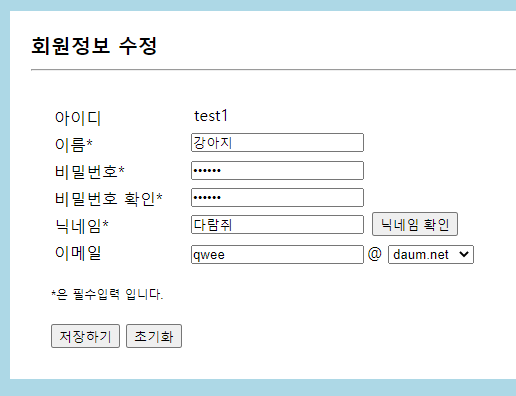 회원정보 수정
아이디 test1
이름* 강아지
비밀번호* ••••••
비밀번호 확인* ••••••
닉네임* 다람쥐 닉네임 확인
이메일 qwee @ daum.net
*은 필수입력 입니다.
저장하기 초기화